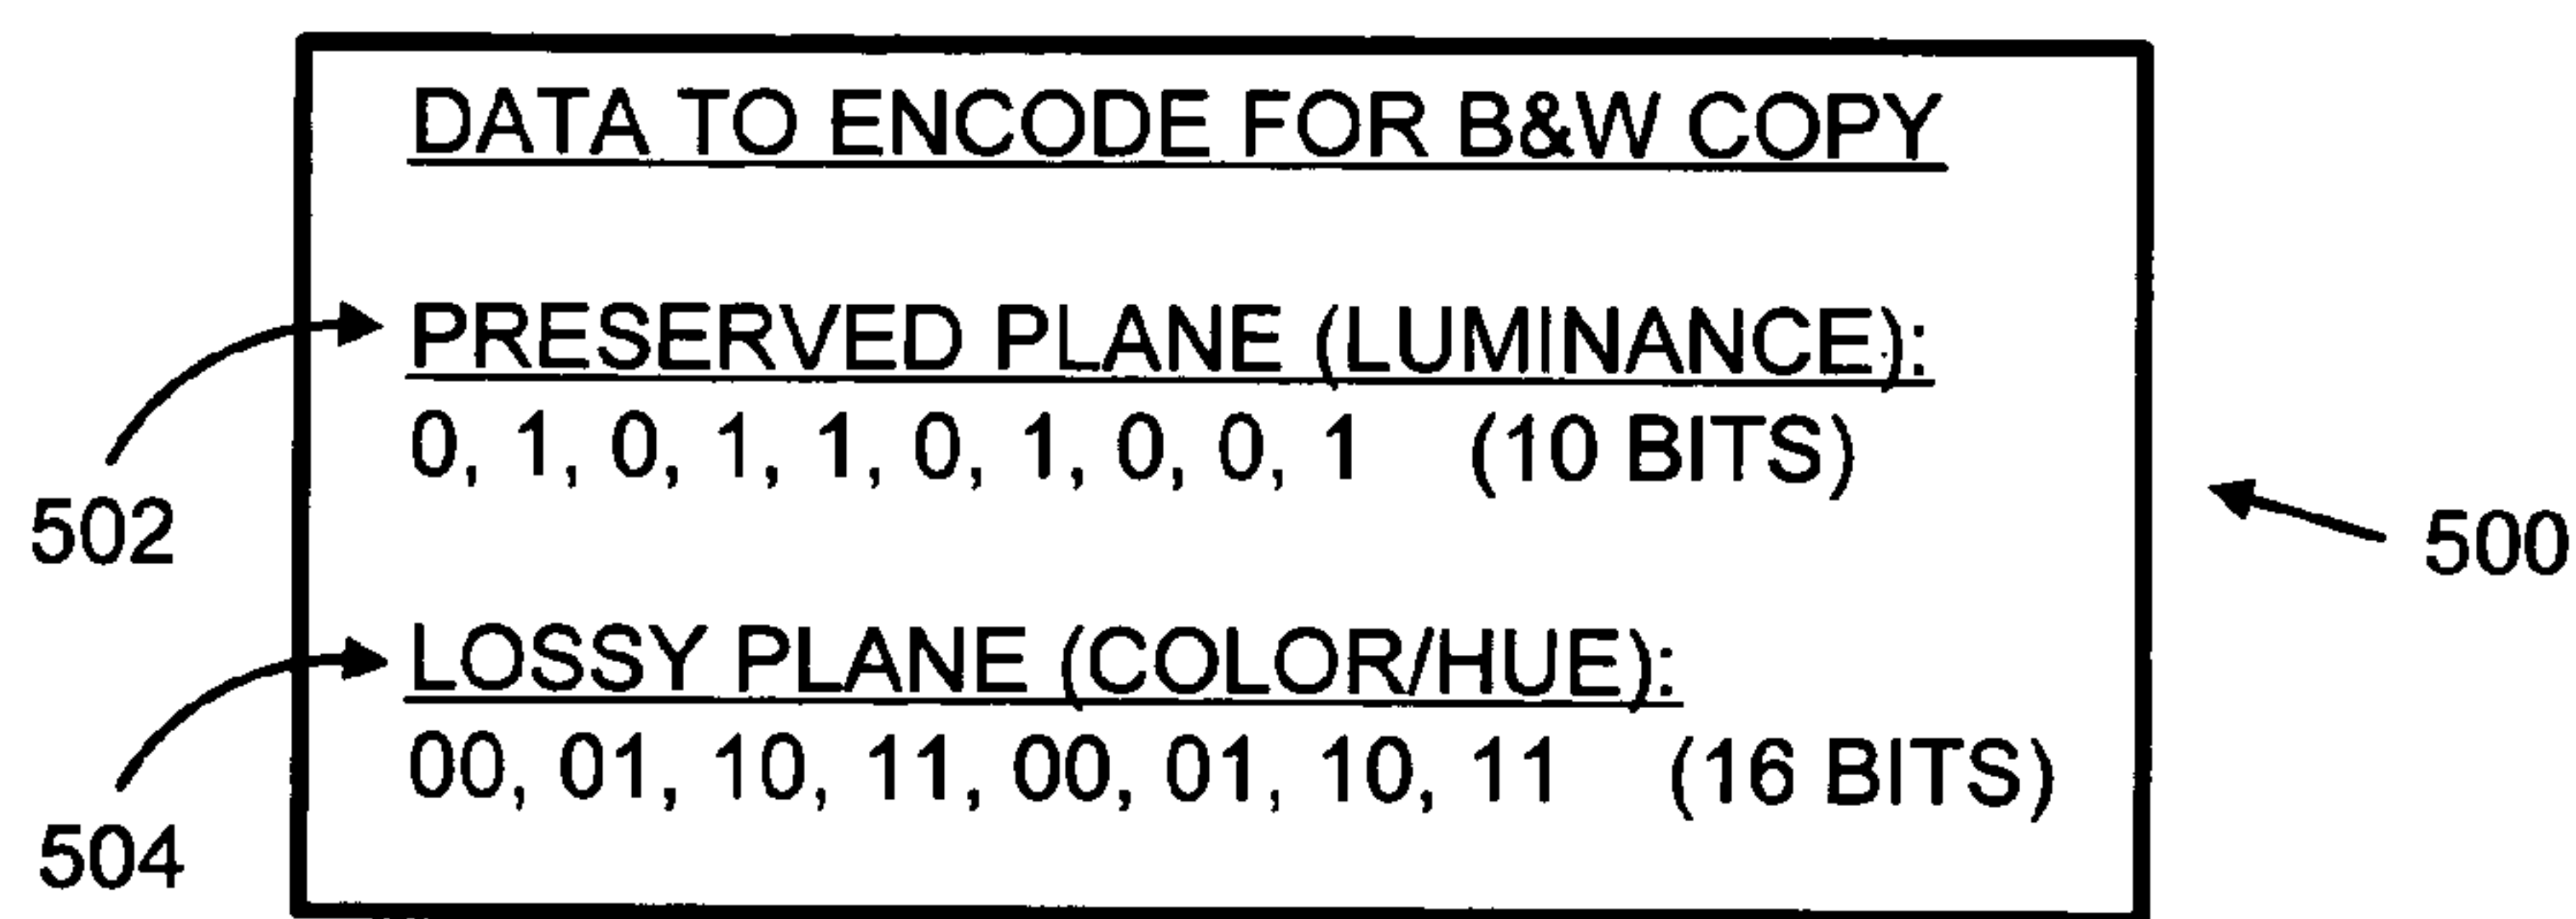 DATA TO ENCODE FOR B&W COPY
PRESERVED PLANE (LUMINANCE):
0, 1, 0, 1, 1, 0, 1, 0, 0, 1 (10 BITS)
502
500
LOSSY PLANE (COLOR/HUE):
00, 01, 10, 11, 00, 01, 10, 11 (16 BITS)
504